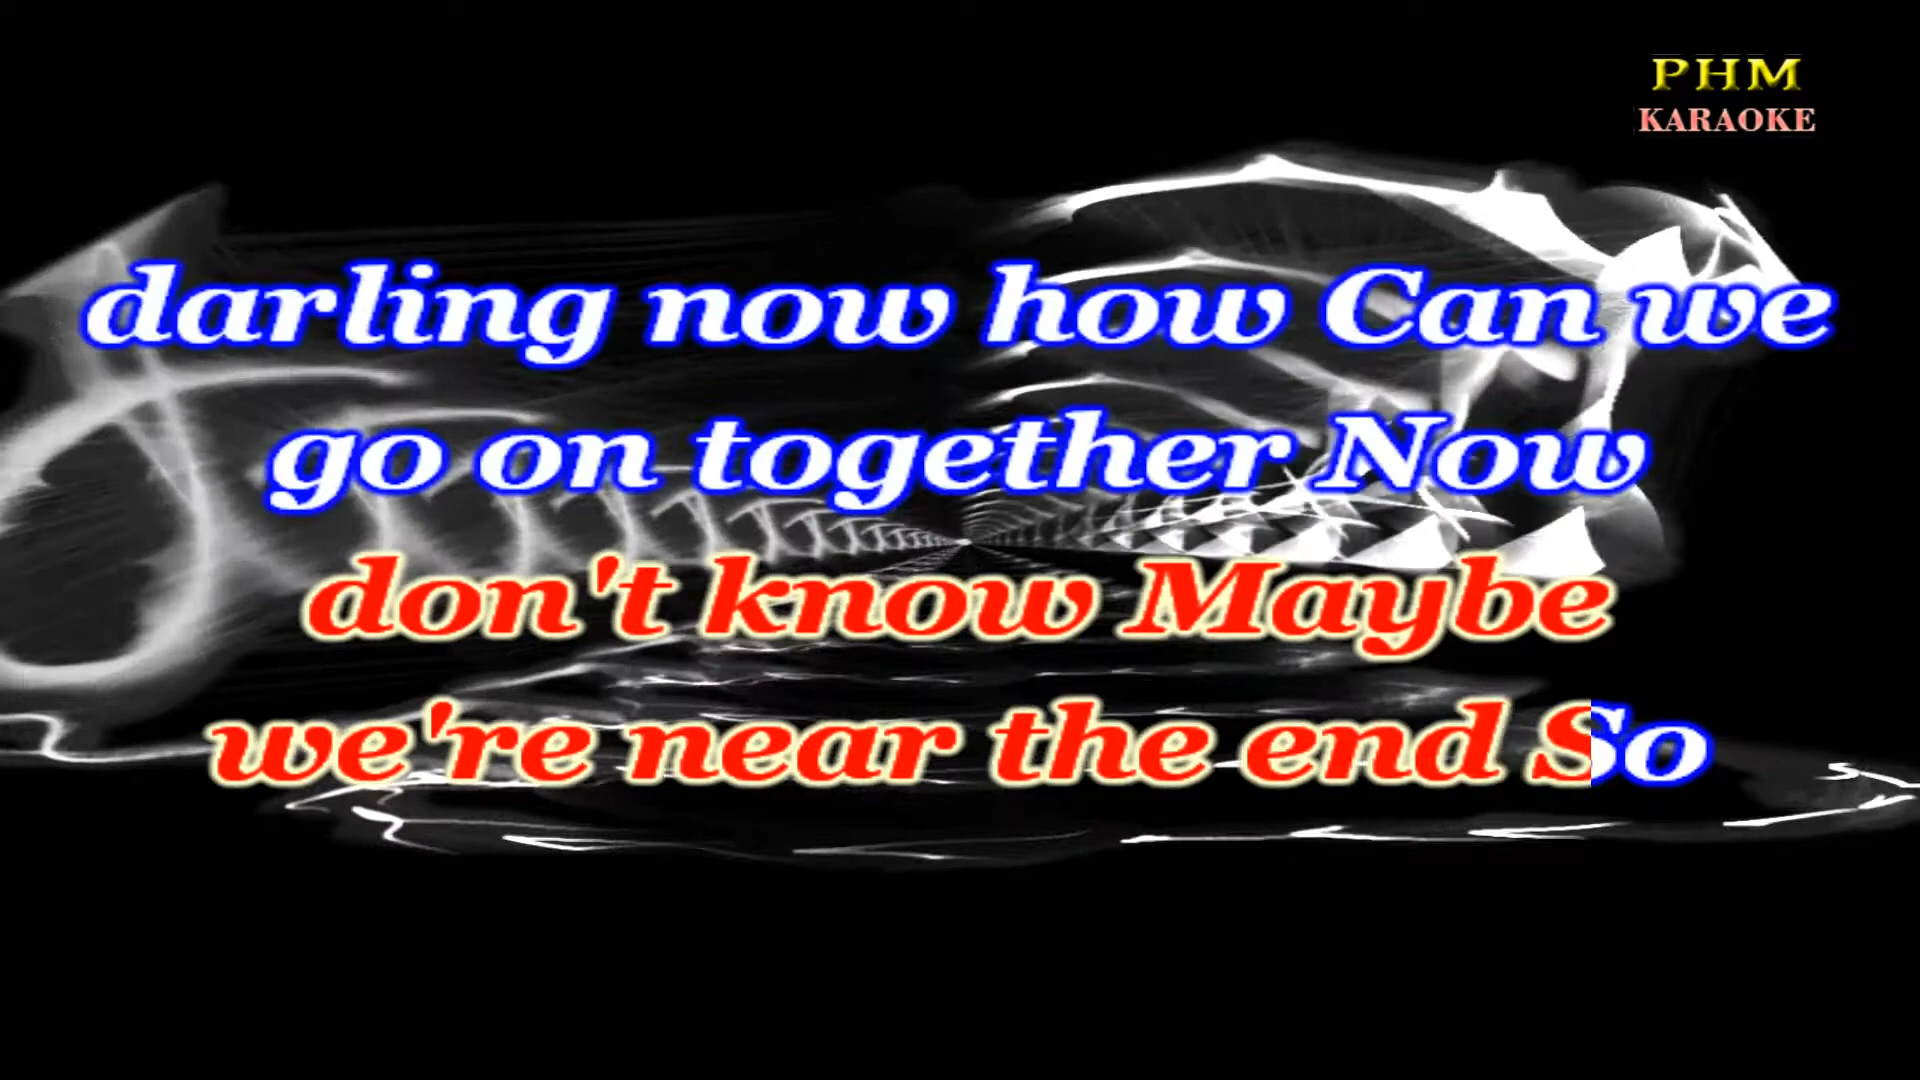 PHM
KARAOKE
darling now how Can we
go on together Now
don't know Maybe
we're near the end So